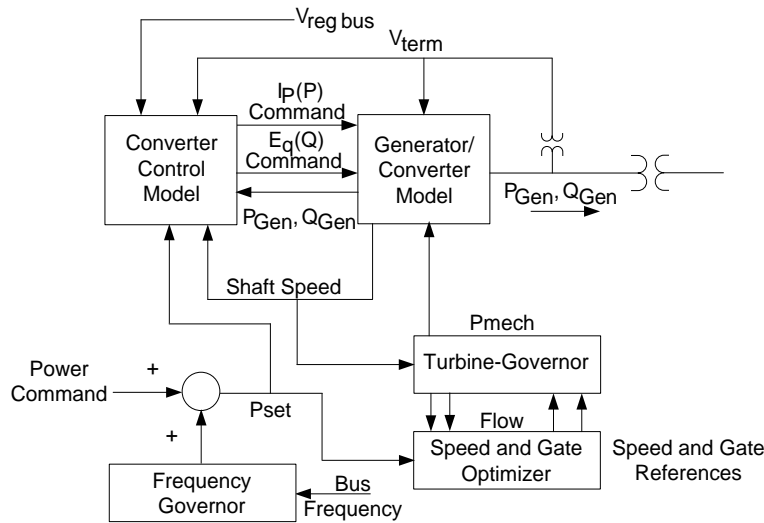 V reg bus
Vterm
IP(P)
Command
Eq(Q)
Command
Converter
Control
Model
Generator/
Converter
Model
PGen, QGen
PGen, QGen
Shaft Speed
Pmech
Turbine-Governor
Power
Command
+
Pset
+
Flow
Speed and Gate
Optimizer
Speed and Gate
References
Frequency
Governor
Bus
Frequency